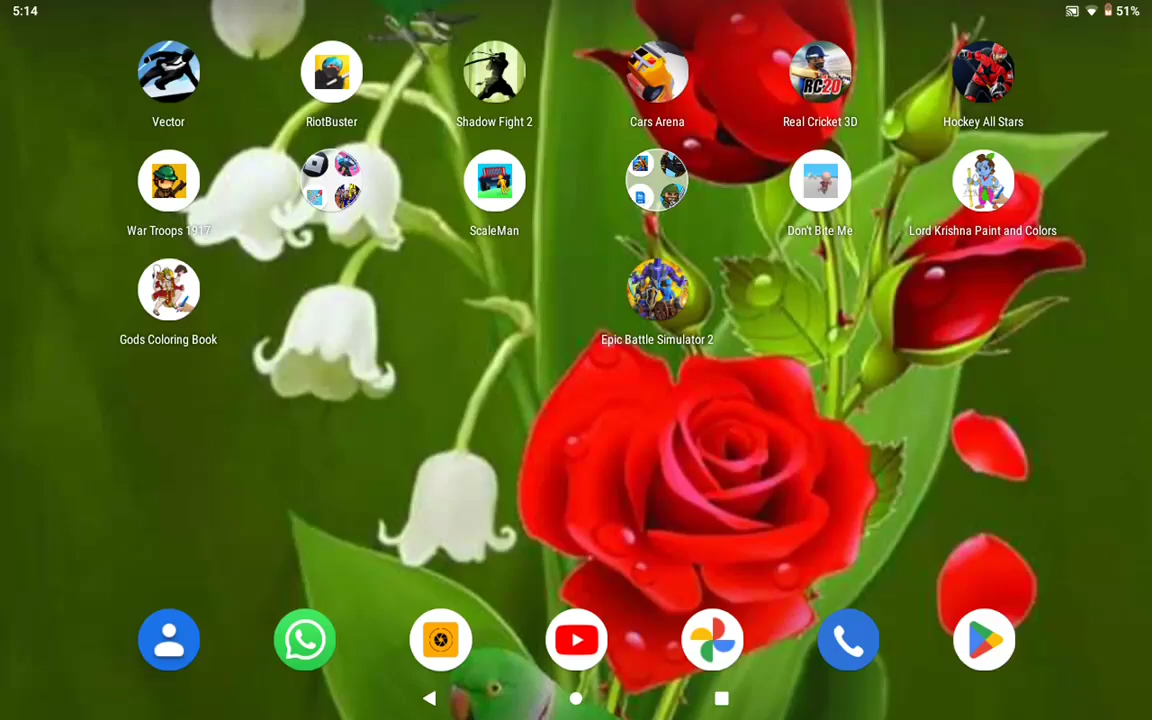 5:14
51%
Vector
RiotBuster
Shadow Fight 2
Cars Arena
Real Cricket 3D
Hockey All Stars
RC20
War Troops 1917
ScaleMan
Don't Bite Me
Lord Krishna Paint and Colors
Gods Coloring Book
Epic Battle Simulator 2